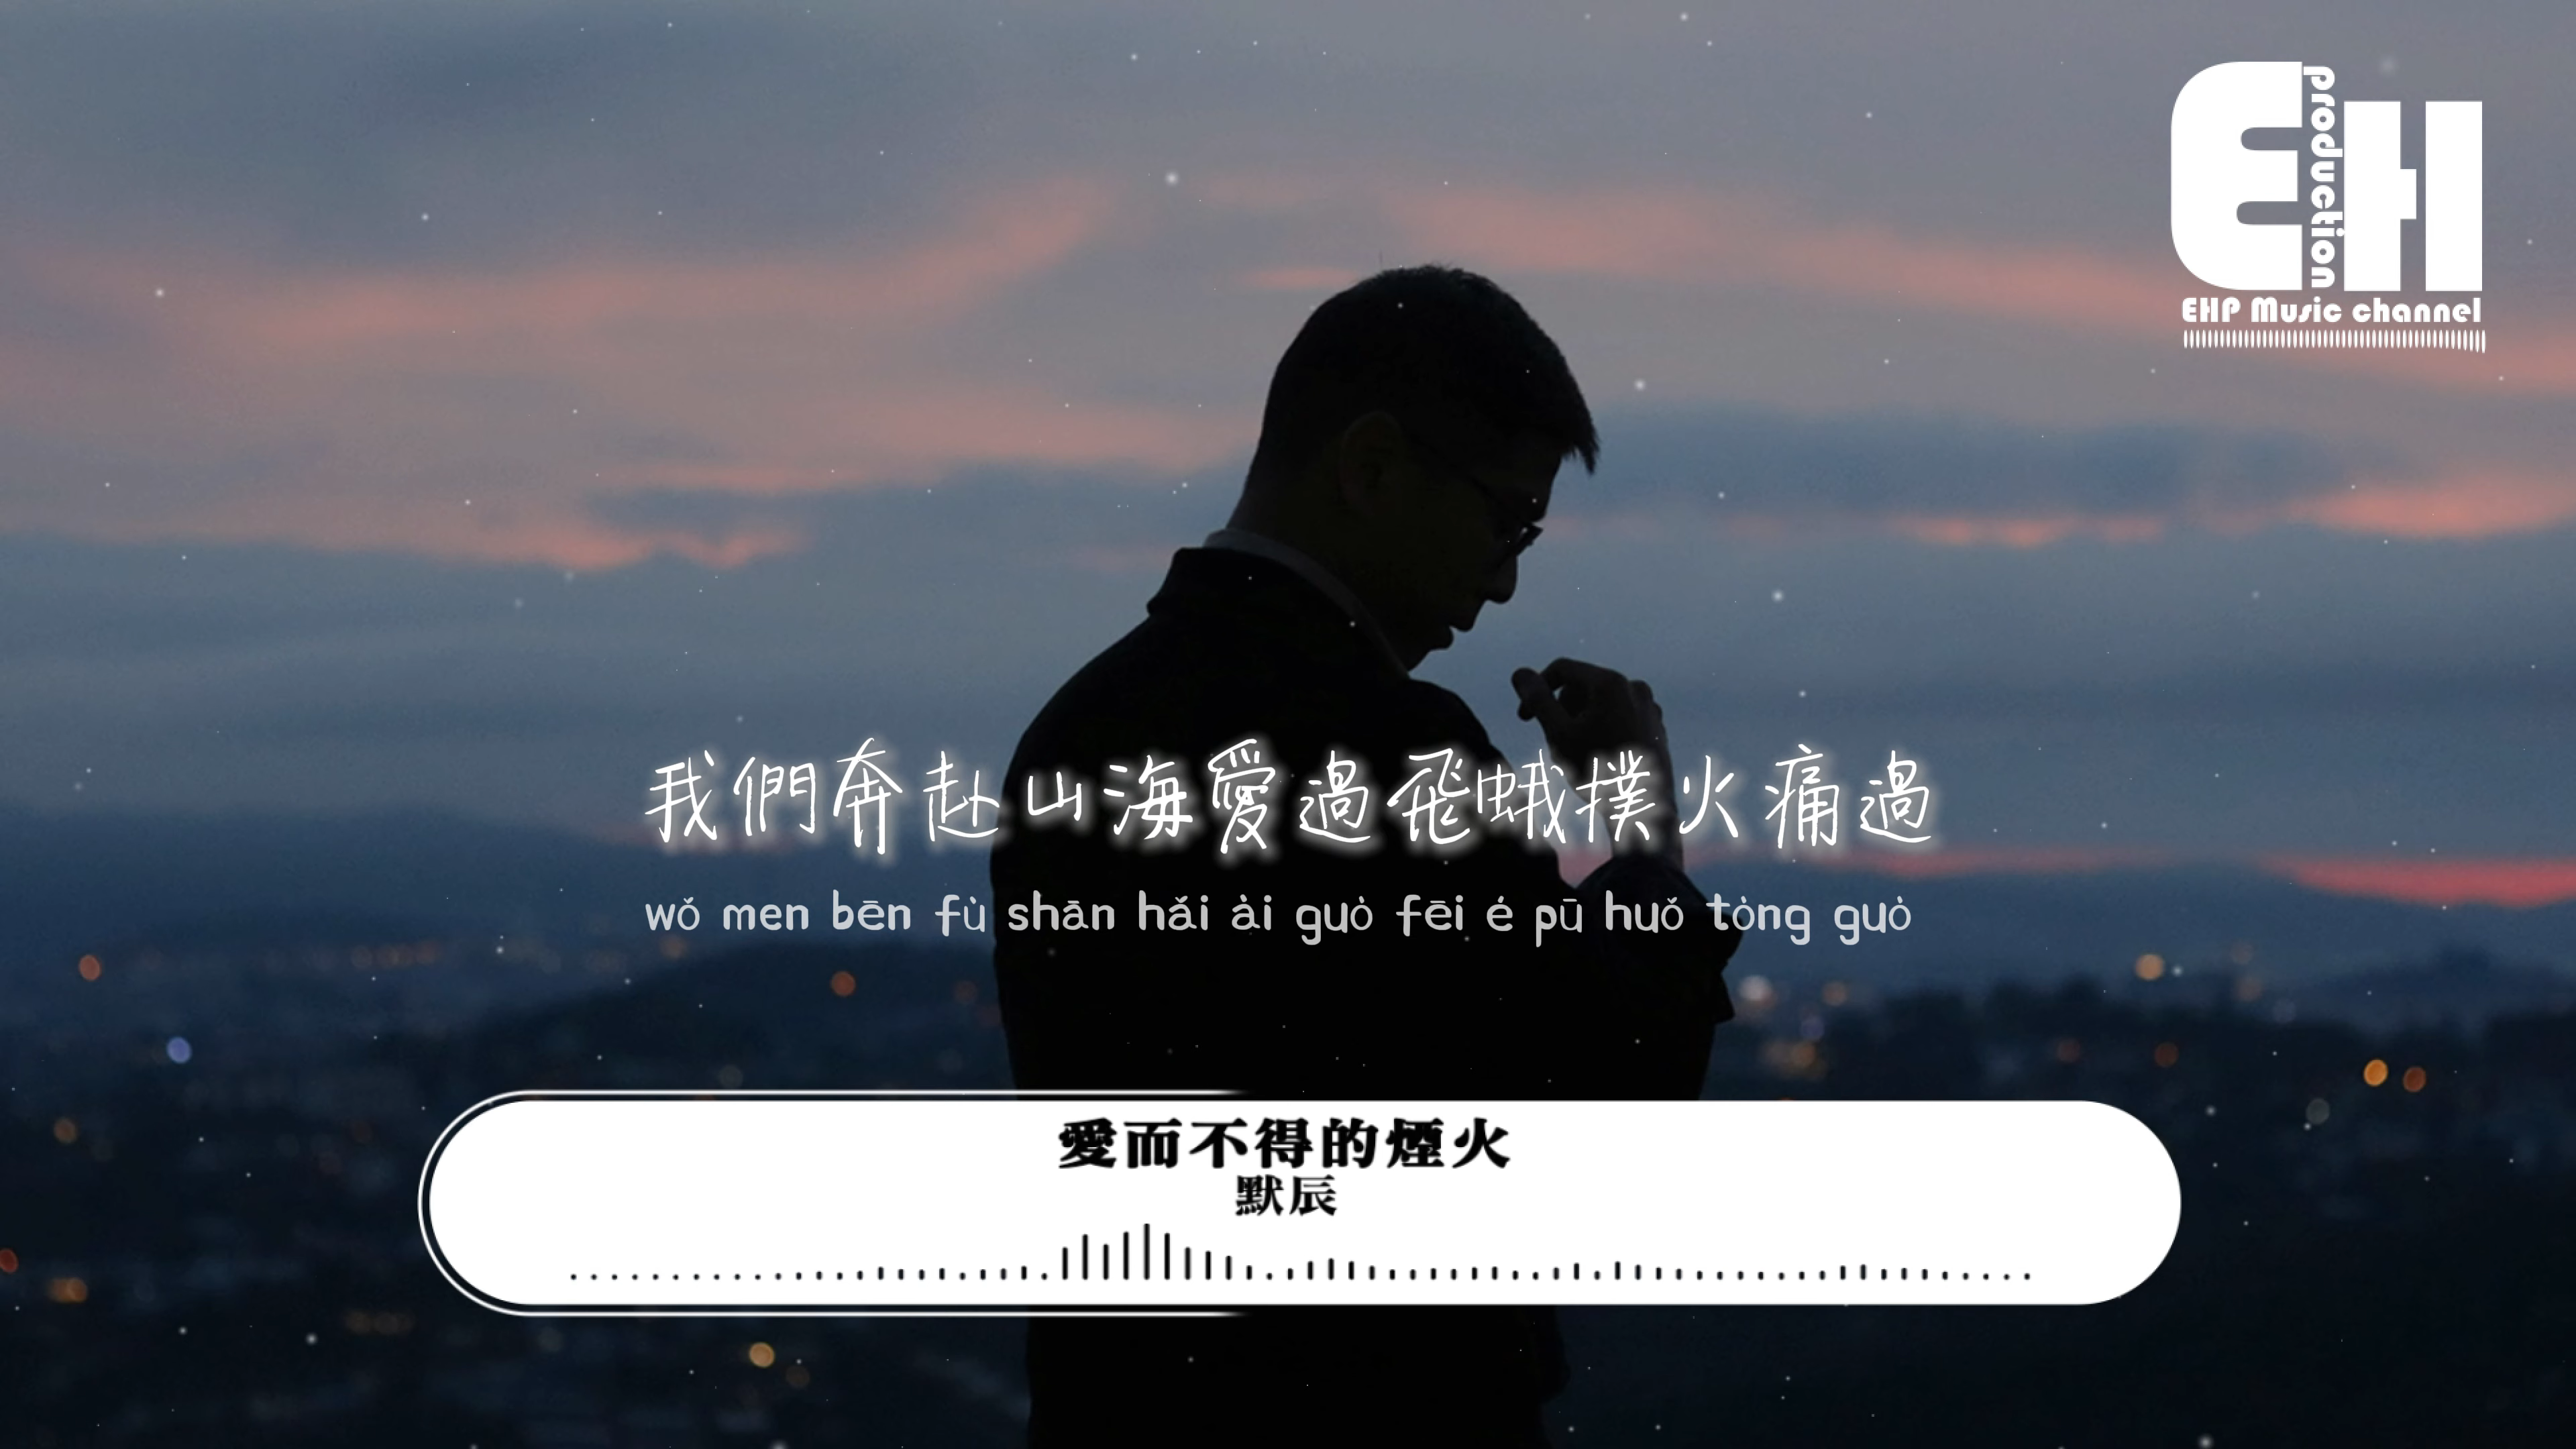 EH
production
EHP Music channel
我們奔赴山海愛過飛蛾撲火痛過
wǒ men bēn fù shān hǎi ài guò fēi é pū huǒ tòng guò
愛而不得的煙火
默辰